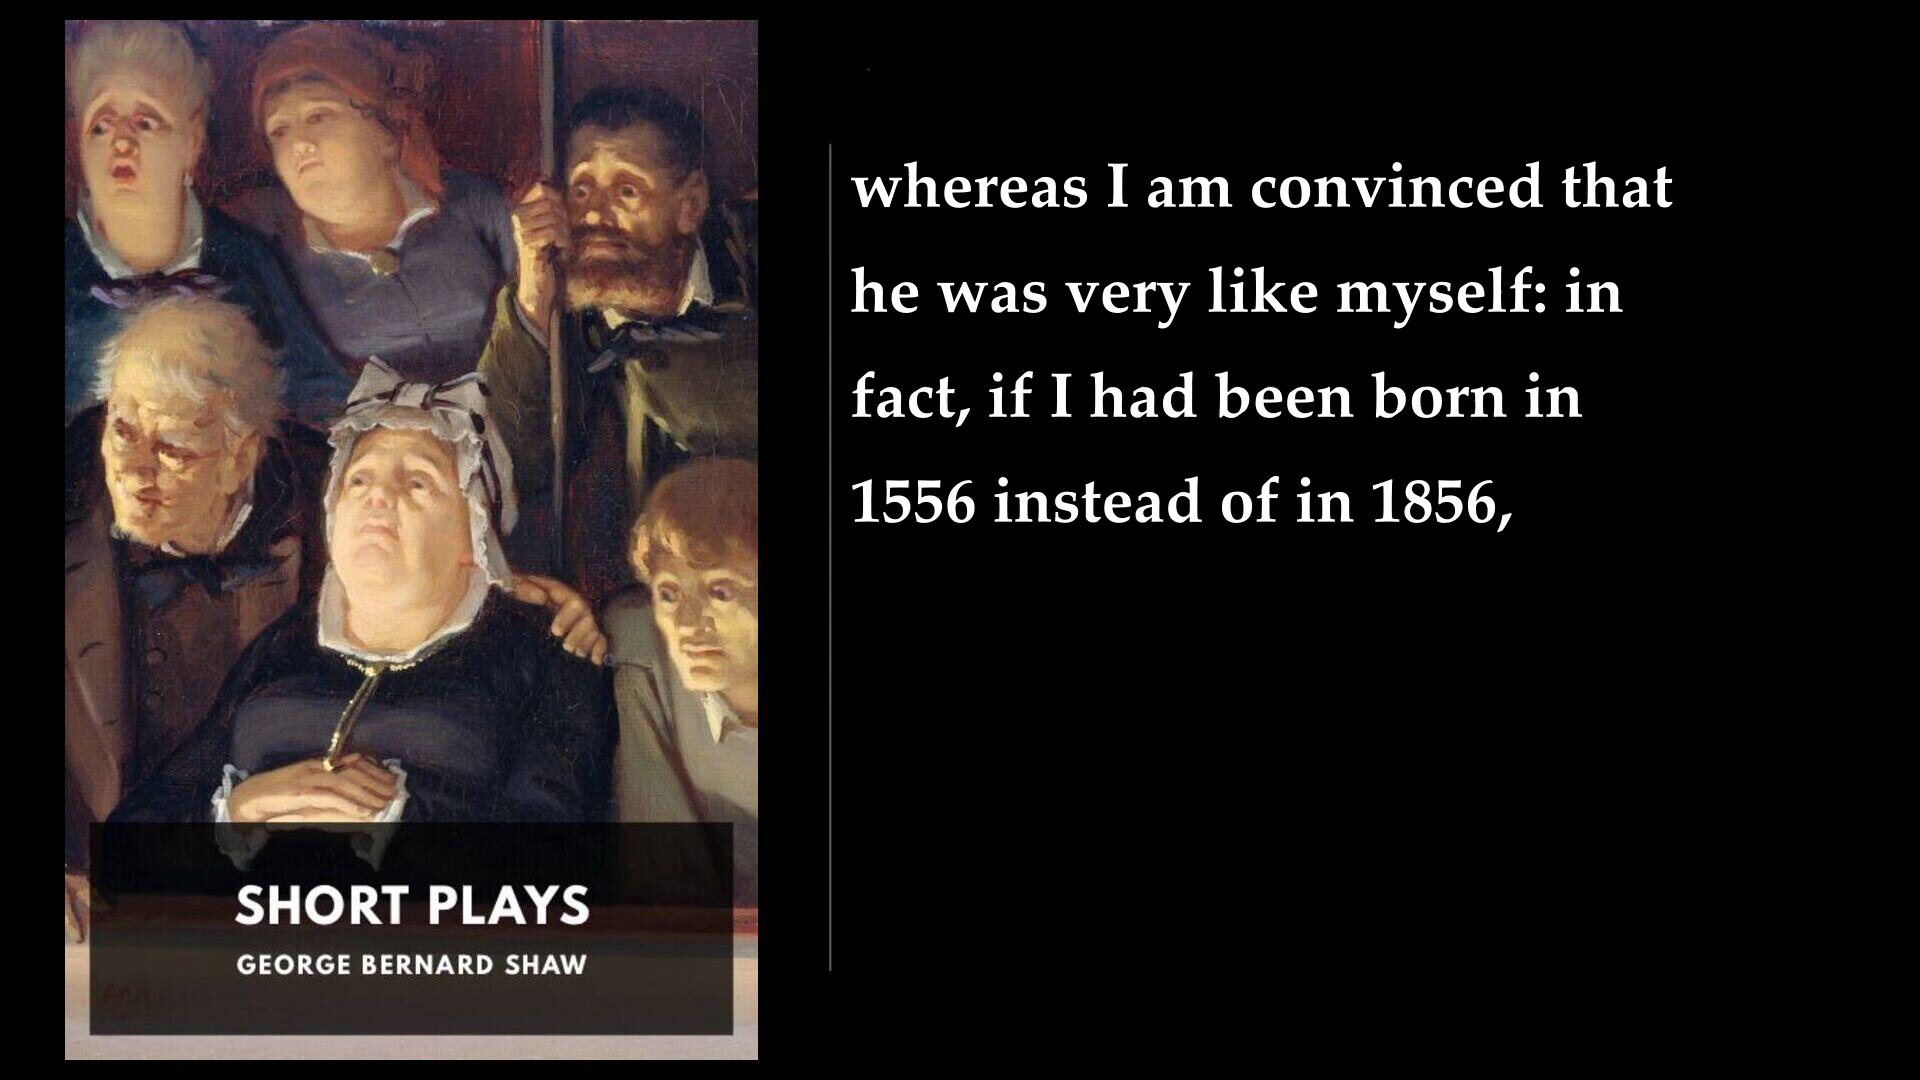 whereas I am convinced that
he was very like myself: in
fact, if I had been born in
1556 instead of in 1856,
SHORT PLAYS
GEORGE BERNARD SHAW